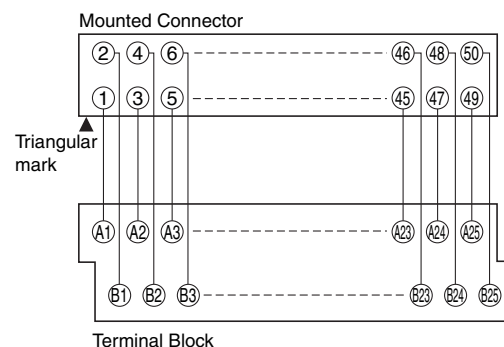 Mounted Connector
2 4 6 46 48 50
1 3 5 45 47 49
Triangular
mark
A1 A2 A3 A23 A24 A25
B1 B2 B3 B23 B24 B25
Terminal Block